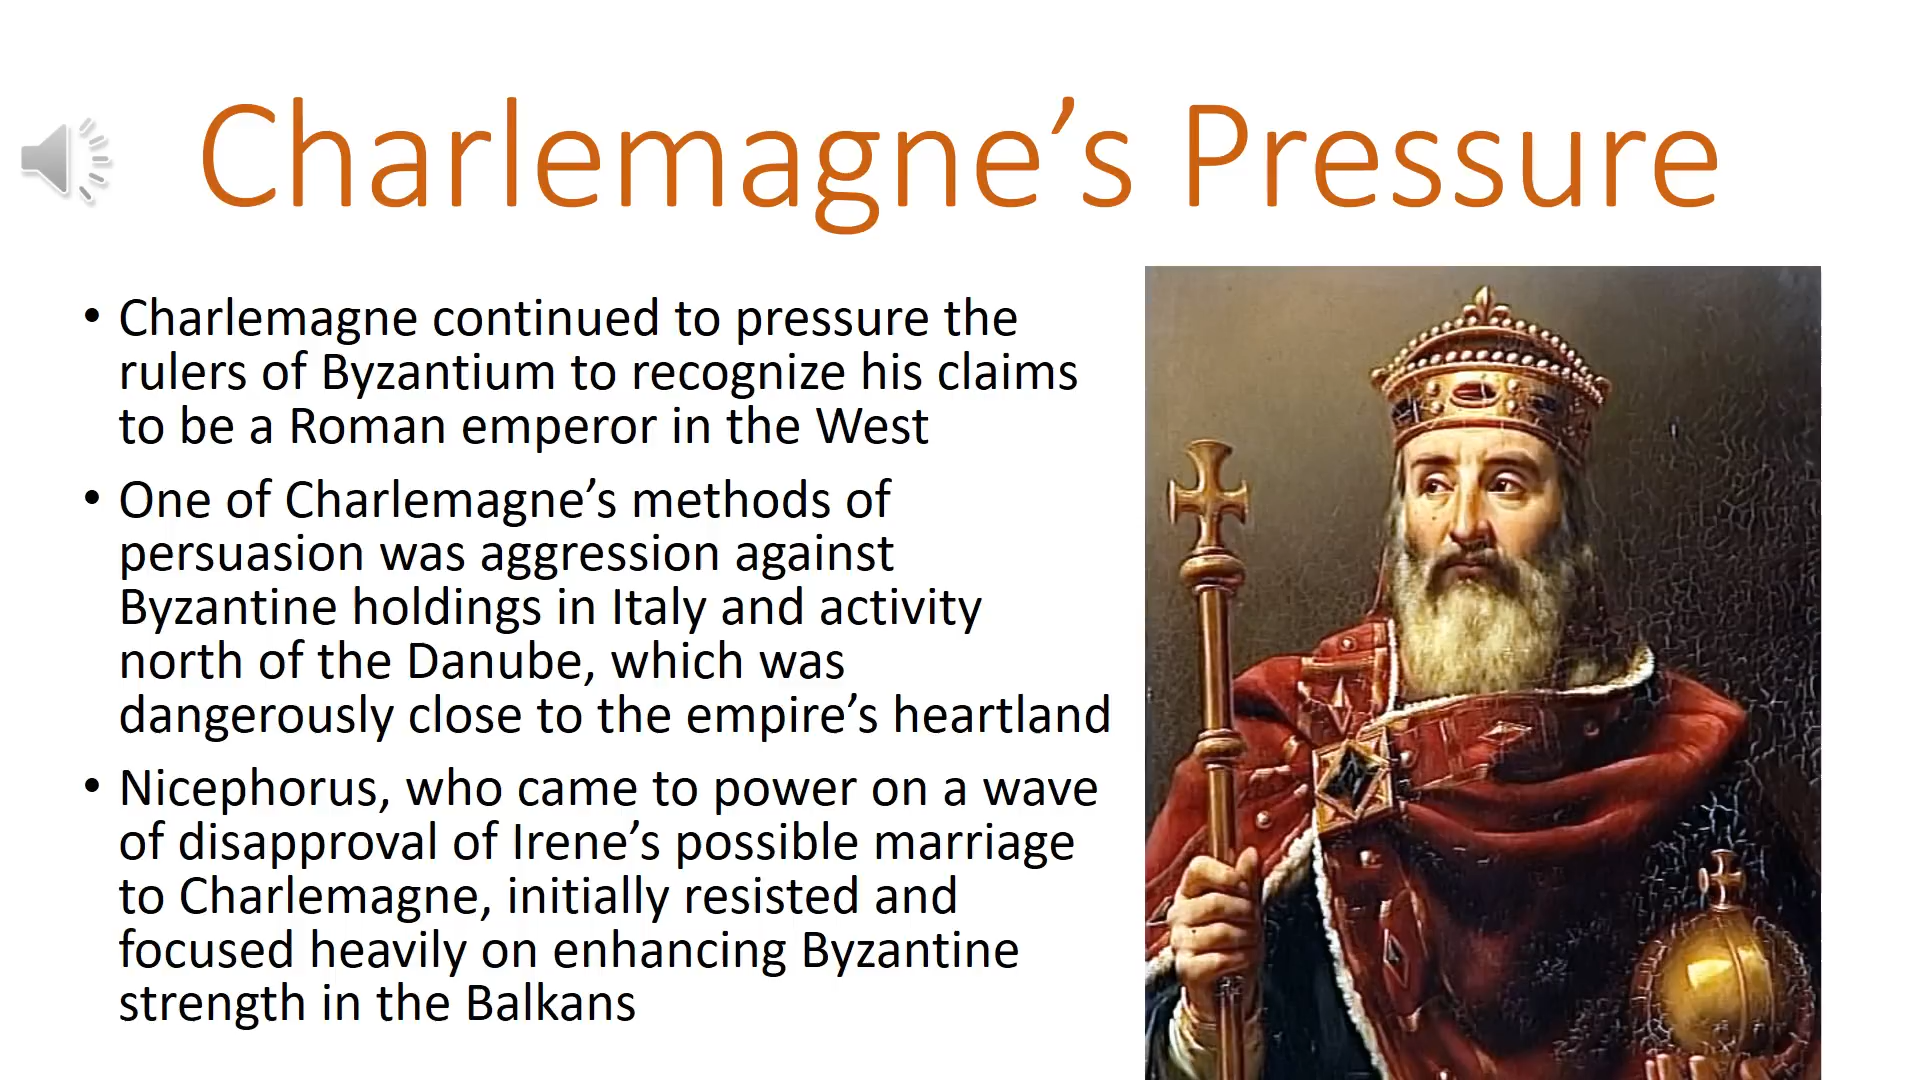 Charlemagne’s Pressure
• Charlemagne continued to pressure the
rulers of Byzantium to recognize his claims
to be a Roman emperor in the West
• One of Charlemagne’s methods of
persuasion was aggression against
Byzantine holdings in Italy and activity
north of the Danube, which was
dangerously close to the empire’s heartland
• Nicephorus, who came to power on a wave
of disapproval of Irene’s possible marriage
to Charlemagne, initially resisted and
focused heavily on enhancing Byzantine
strength in the Balkans